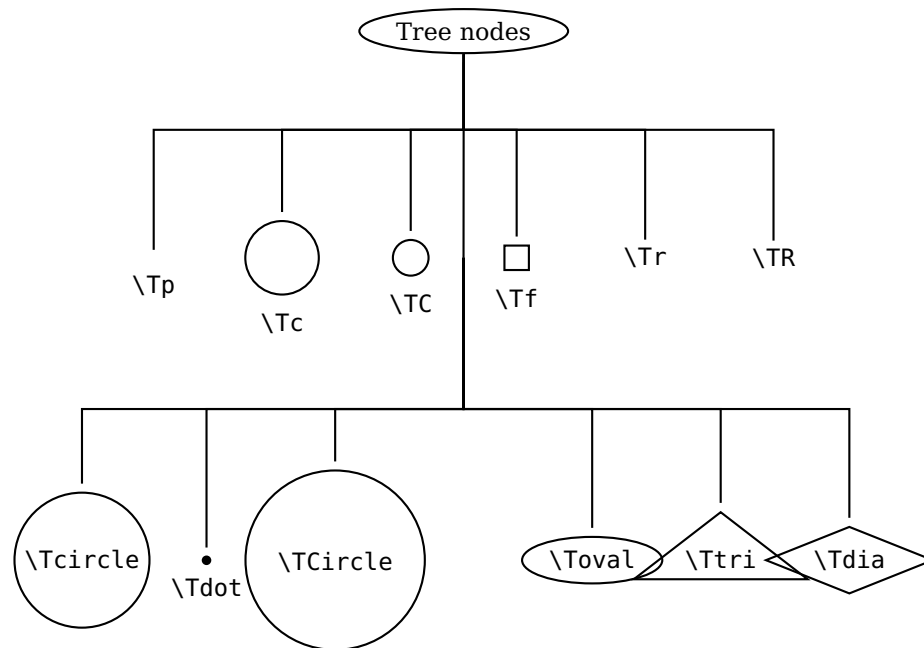 Tree nodes
\Tp
\Tc
\TC
\Tf
\Tr
\TR
\Tcircle
\Tdot
\TCircle
\Toval
\Ttri
\Tdia